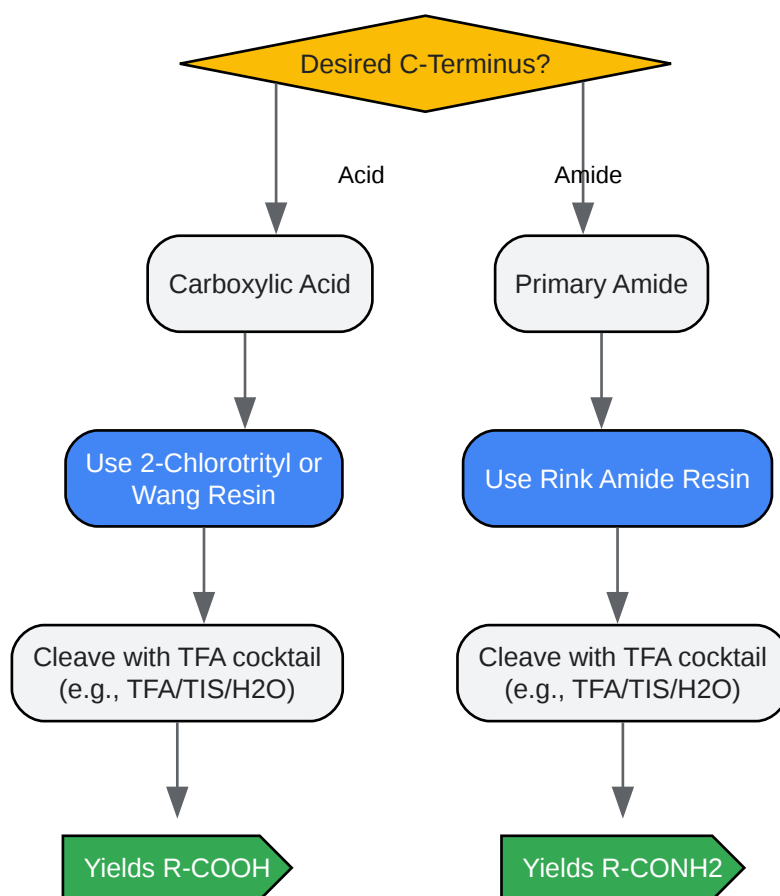 Desired C-Terminus?
Acid
Amide
Carboxylic Acid
Primary Amide
Use 2-Chlorotrityl or
Wang Resin
Use Rink Amide Resin
Cleave with TFA cocktail
(e.g., TFA/TIS/H2O)
Cleave with TFA cocktail
(e.g., TFA/TIS/H2O)
Yields R-COOH
Yields R-CONH2